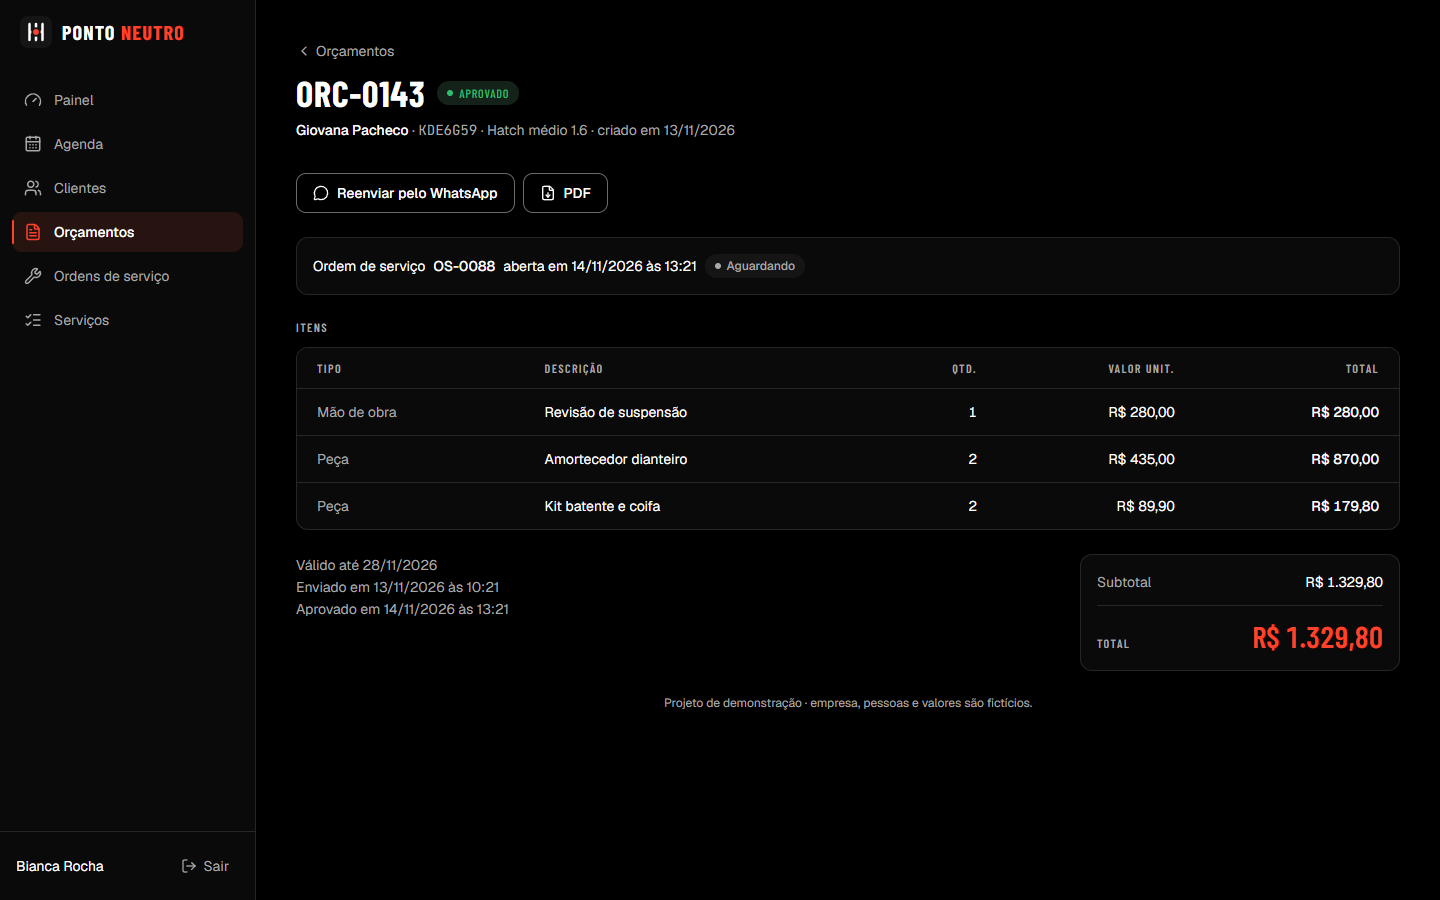 PONTO NEUTRO
Painel
Agenda
Clientes
Orçamentos
Ordens de serviço
Serviços
Bianca Rocha
Sair
Orçamentos
ORC-0143
APROVADO
Giovana Pacheco · KDE6G59 · Hatch médio 1.6 · criado em 13/11/2026
Reenviar pelo WhatsApp
PDF
Ordem de serviço OS-0088 aberta em 14/11/2026 às 13:21 Aguardando
ITENS
TIPO DESCRIÇÃO QTD. VALOR UNIT. TOTAL
Mão de obra Revisão de suspensão 1 R$ 280,00 R$ 280,00
Peça Amortecedor dianteiro 2 R$ 435,00 R$ 870,00
Peça Kit batente e coifa 2 R$ 89,90 R$ 179,80
Válido até 28/11/2026
Enviado em 13/11/2026 às 10:21
Aprovado em 14/11/2026 às 13:21
Subtotal R$ 1.329,80
TOTAL R$ 1.329,80
Projeto de demonstração · empresa, pessoas e valores são fictícios.